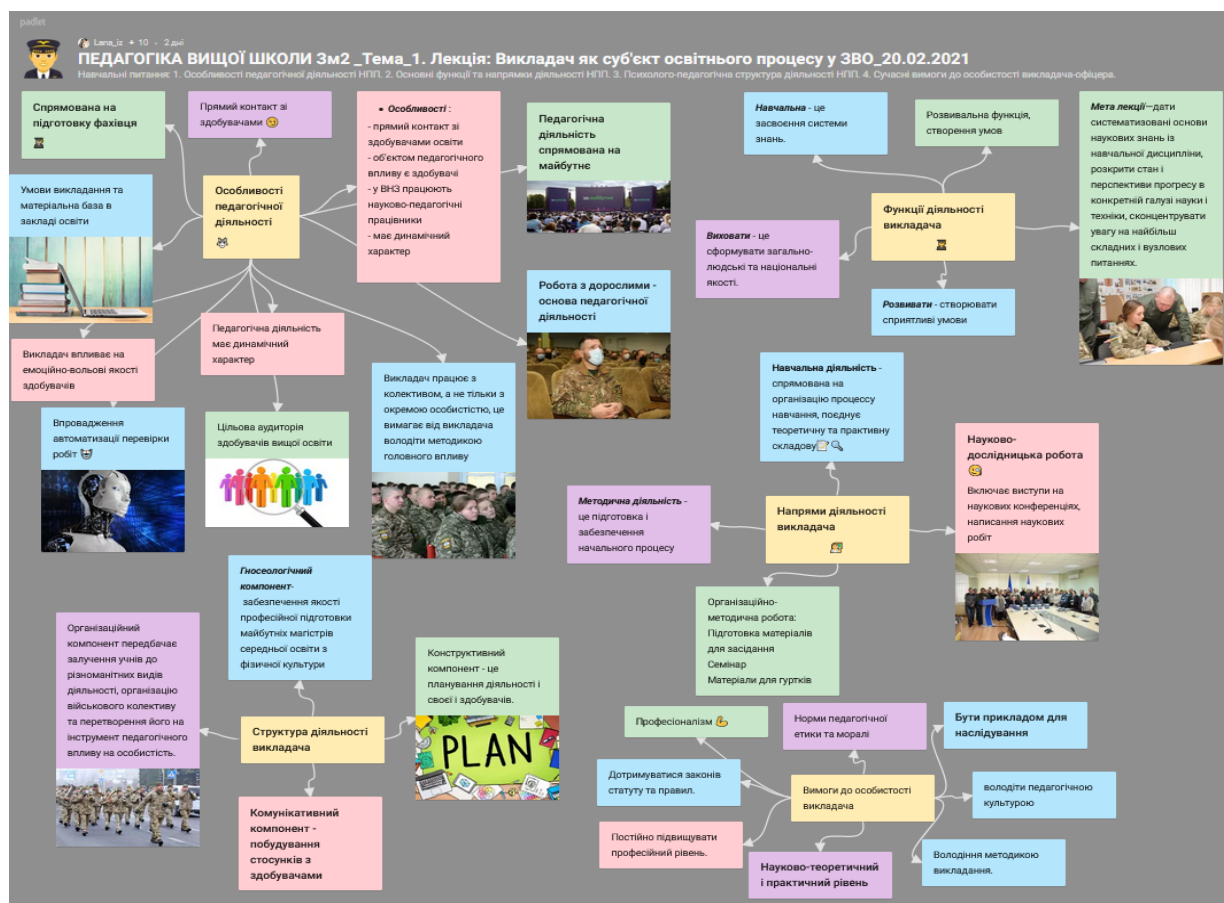 padlet
Lana_iz + 10 • 2 дні
ПЕДАГОГІКА ВИЩОЇ ШКОЛИ Зм2 _Тема_1. Лекція: Викладач як суб'єкт освітнього процесу у ЗВО_20.02.2021
Навчальні питання: 1. Особливості педагогічної діяльності НПП. 2. Основні функції та напрямки діяльності НПП. 3. Психолого-педагогічна структура діяльності НПП. 4. Сучасні вимоги до особистості викладача-офіцера.
Спрямована на
підготовку фахівця
Прямий контакт зі
здобувачами
• Особливості :
- прямий контакт зі
здобувачами освіти
- об'єктом педагогічного
впливу є здобувачі
- у ВНЗ працюють
науково-педагогічні
працівники
- має динамічний
характер
Педагогічна
діяльність
спрямована на
майбутнє
Умови викладання та
матеріальна база в
закладі освіти
Особливості
педагогічної
діяльності
Робота з дорослими -
основа педагогічної
діяльності
Викладач впливає на
емоційно-вольові якості
здобувачів
Педагогічна діяльність
має динамічний
характер
Впровадження
автоматизації перевірки
робіт
Цільова аудиторія
здобувачів вищої освіти
Викладач працює з
колективом, а не тільки з
окремою особистістю, це
вимагає від викладача
володіти методикою
головного впливу
Навчальна - це
засвоєння системи
знань.
Розвивальна функція,
створення умов
Мета лекції—дати
систематизовані основи
наукових знань із
навчальної дисципліни,
розкрити стан і
перспективи прогресу в
конкретній галузі науки і
техніки, сконцентрувати
увагу на найбільш
складних і вузлових
питаннях.
Функції діяльності
викладача
Виховати - це
сформувати загально-
людські та національні
якості.
Розвивати - створювати
сприятливі умови
Навчальна діяльність -
спрямована на
організацію процессу
навчання, поєднує
теоретичну та практивну
складову
Науково-
дослідницька робота
Включає виступи на
наукових конференціях,
написання наукових
робіт
Методична діяльність -
це підготовка і
забезпечення
начального процесу
Напрями діяльності
викладача
Організаційно-
методична робота:
Підготовка матеріалів
для засідання
Семінар
Матеріали для гуртків
Гносеологічний
компонент-
забезпечення якості
професійної підготовки
майбутніх магістрів
середньої освіти з
фізичної культури
Організаційний
компонент передбачає
залучення учнів до
різноманітних видів
діяльності, організацію
військового колективу
та перетворення його на
інструмент педагогічного
впливу на особистість.
Конструктивний
компонент - це
планування діяльності і
своєї і здобувачів.
PLAN
Структура діяльності
викладача
Комунікативний
компонент -
побудування
стосунків з
здобувачами
Професіоналізм
Норми педагогічної
етики та моралі
Бути прикладом для
наслідування
Дотримуватися законів
статуту та правил.
Вимоги до особистості
викладача
володіти педагогічною
культурою
Постійно підвищувати
професійний рівень.
Науково-теоретичний
і практичний рівень
Володіння методикою
викладання.